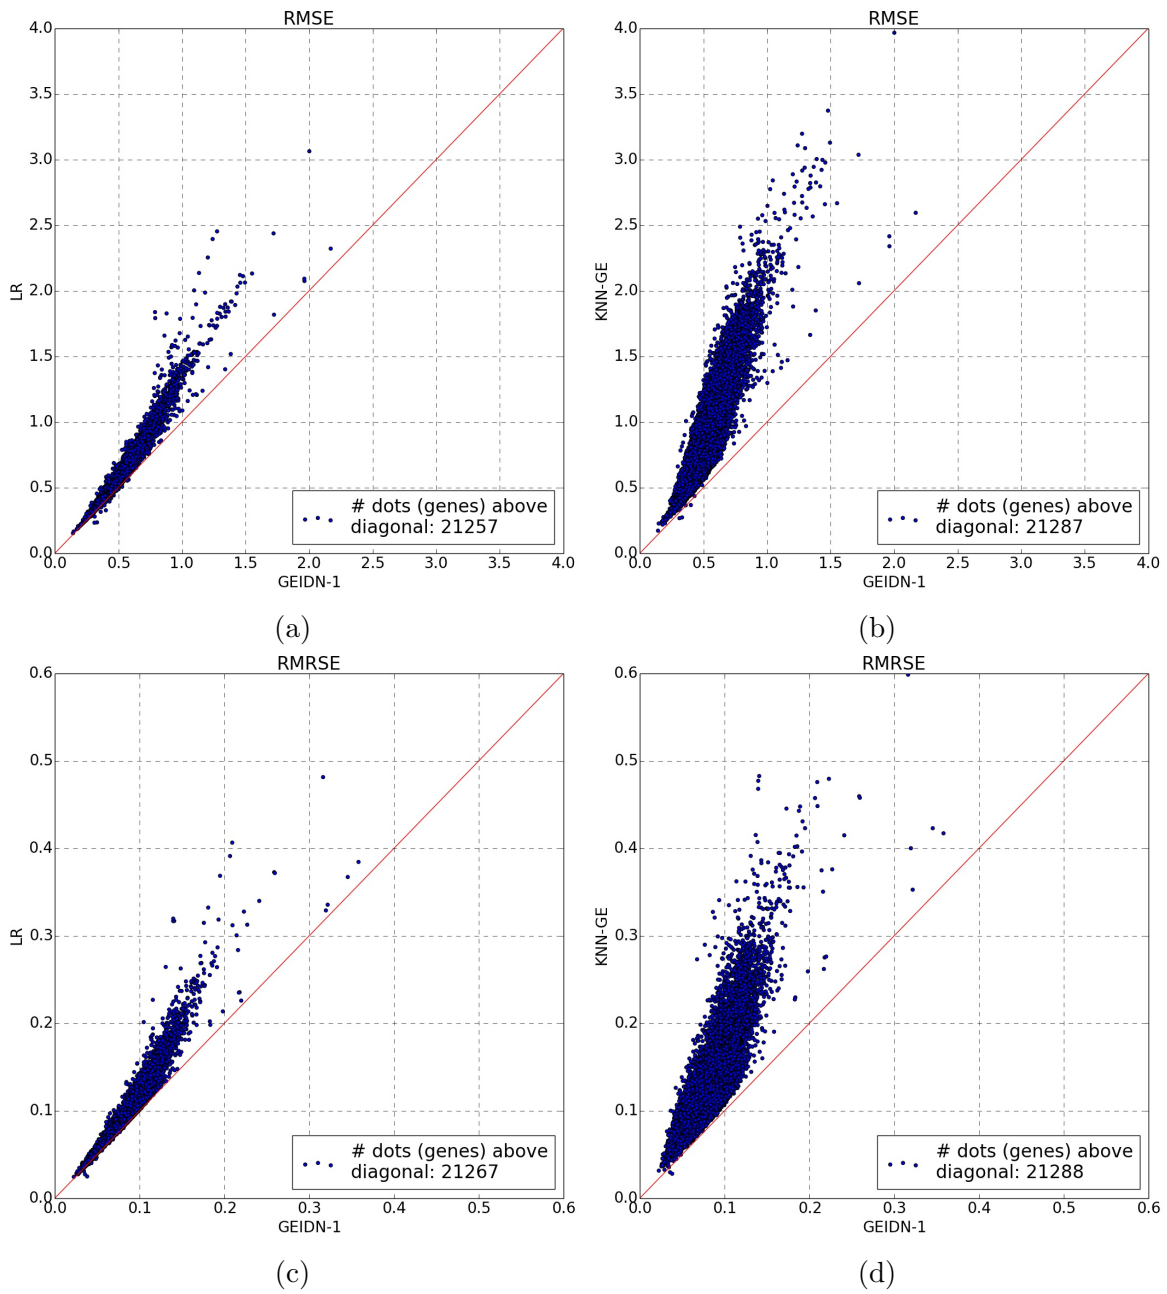 RMSE
4.0
3.5
3.0
2.5
2.0
1.5
1.0
0.5
0.0
LR
# dots (genes) above
diagonal: 21257
0.0 0.5 1.0 1.5 2.0 2.5 3.0 3.5 4.0
GEIDN-1
(a)
RMSE
4.0
3.5
3.0
2.5
2.0
1.5
1.0
0.5
0.0
KNN-GE
# dots (genes) above
diagonal: 21287
0.0 0.5 1.0 1.5 2.0 2.5 3.0 3.5 4.0
GEIDN-1
(b)
RMRSE
0.6
0.5
0.4
0.3
0.2
0.1
0.0
LR
# dots (genes) above
diagonal: 21267
0.0 0.1 0.2 0.3 0.4 0.5 0.6
GEIDN-1
(c)
RMRSE
0.6
0.5
0.4
0.3
0.2
0.1
0.0
KNN-GE
# dots (genes) above
diagonal: 21288
0.0 0.1 0.2 0.3 0.4 0.5 0.6
GEIDN-1
(d)